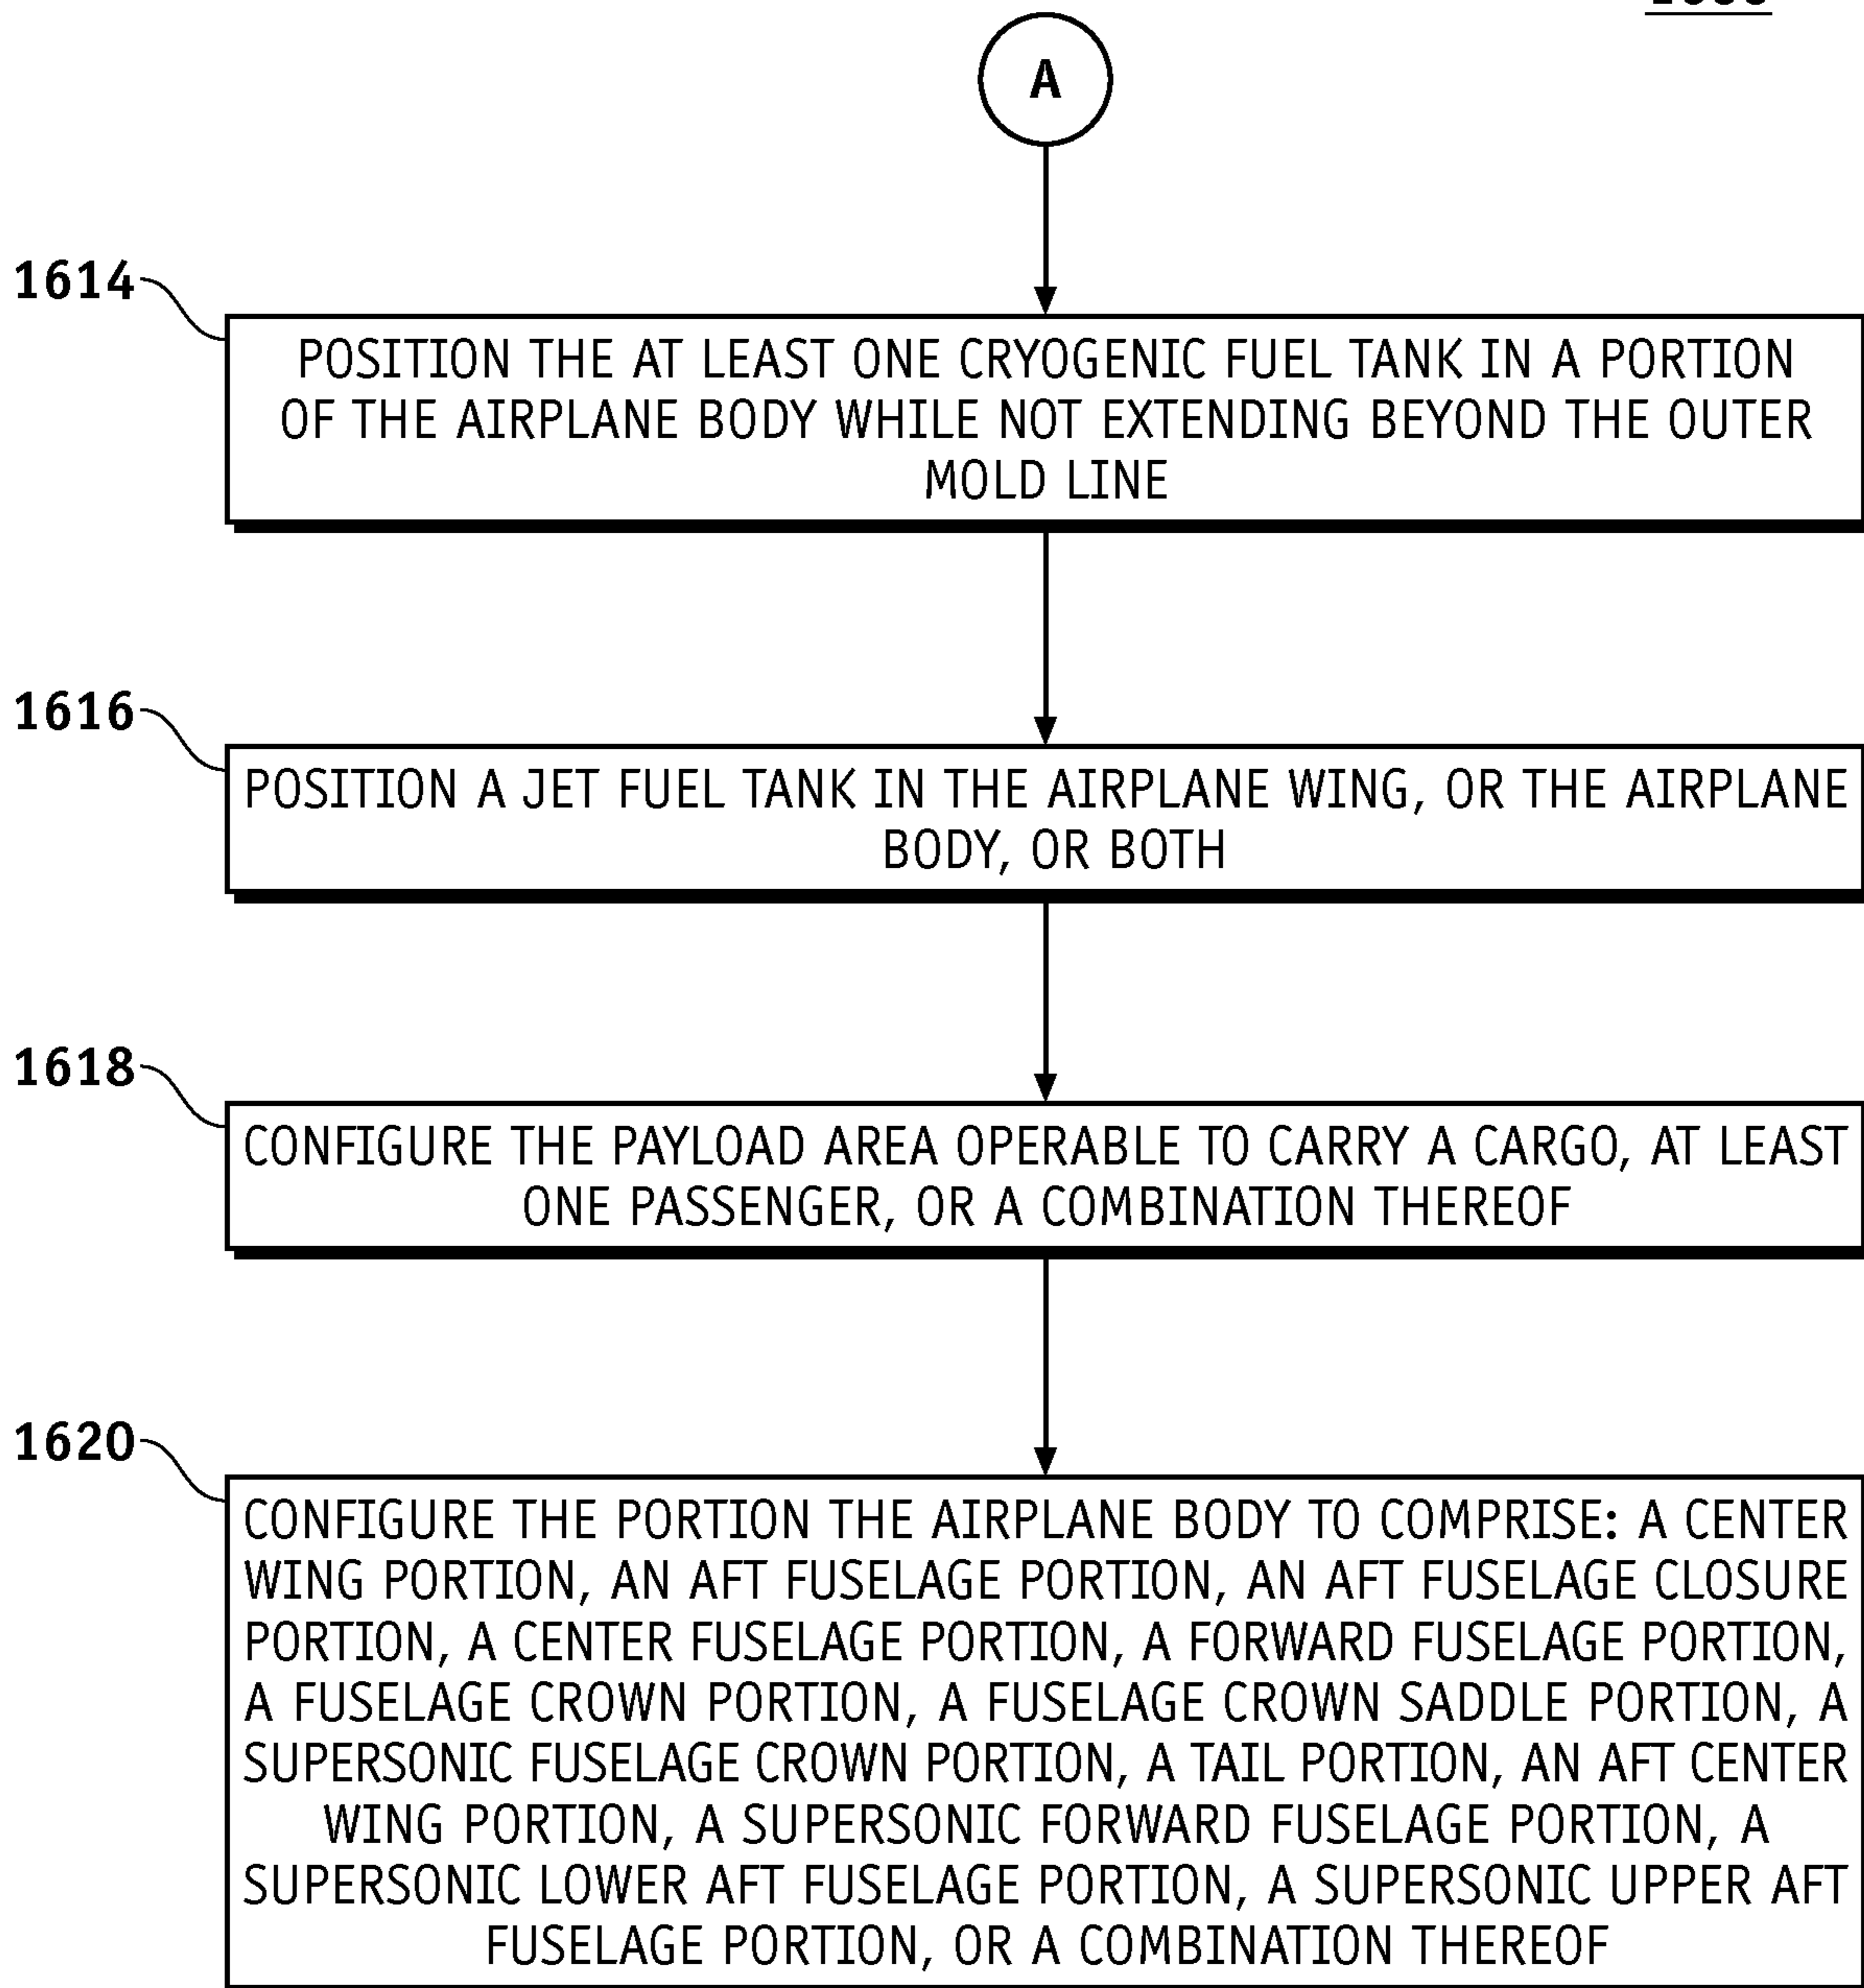 A
1614
POSITION THE AT LEAST ONE CRYOGENIC FUEL TANK IN A PORTION
OF THE AIRPLANE BODY WHILE NOT EXTENDING BEYOND THE OUTER
MOLD LINE
1616
POSITION A JET FUEL TANK IN THE AIRPLANE WING, OR THE AIRPLANE
BODY, OR BOTH
1618
CONFIGURE THE PAYLOAD AREA OPERABLE TO CARRY A CARGO, AT LEAST
ONE PASSENGER, OR A COMBINATION THEREOF
1620
CONFIGURE THE PORTION THE AIRPLANE BODY TO COMPRISE: A CENTER
WING PORTION, AN AFT FUSELAGE PORTION, AN AFT FUSELAGE CLOSURE
PORTION, A CENTER FUSELAGE PORTION, A FORWARD FUSELAGE PORTION,
A FUSELAGE CROWN PORTION, A FUSELAGE CROWN SADDLE PORTION, A
SUPERSONIC FUSELAGE CROWN PORTION, A TAIL PORTION, AN AFT CENTER
WING PORTION, A SUPERSONIC FORWARD FUSELAGE PORTION, A
SUPERSONIC LOWER AFT FUSELAGE PORTION, A SUPERSONIC UPPER AFT
FUSELAGE PORTION, OR A COMBINATION THEREOF